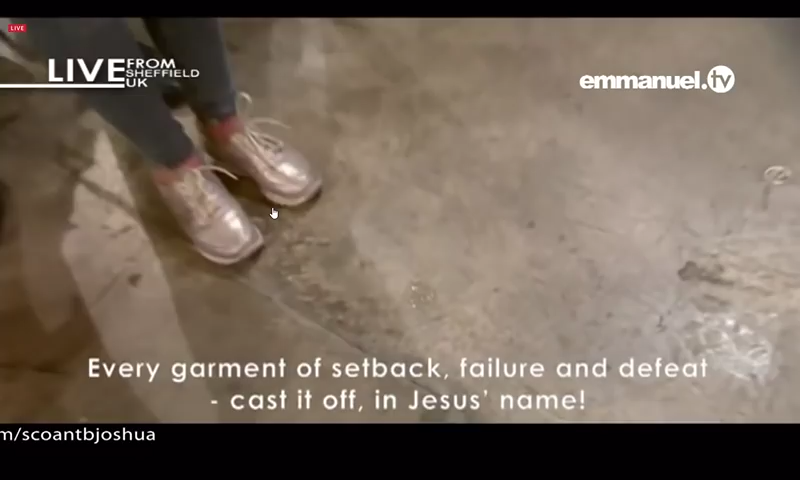 LIVE
LIVE FROM
SHEFFIELD
UK
emmanuel.tv
Every garment of setback, failure and defeat
- cast it off, in Jesus' name!
m/scoantbjoshua